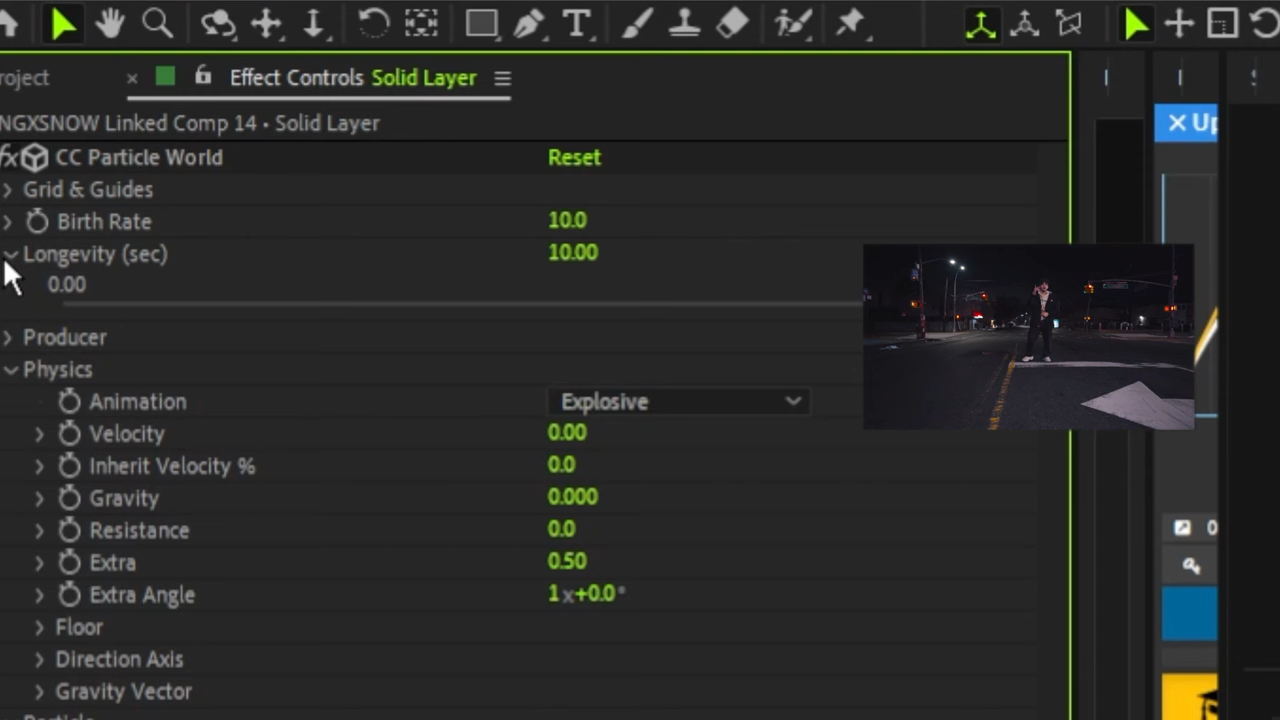 roject
× Effect Controls Solid Layer
NGXSNOW Linked Comp 14 • Solid Layer
fx CC Particle World Reset
Grid & Guides
Birth Rate 10.0
Longevity (sec) 10.00
0.00
Producer
Physics
Animation Explosive
Velocity 0.00
Inherit Velocity % 0.0
Gravity 0.000
Resistance 0.0
Extra 0.50
Extra Angle 1x+0.0°
Floor
Direction Axis
Gravity Vector
Up
0